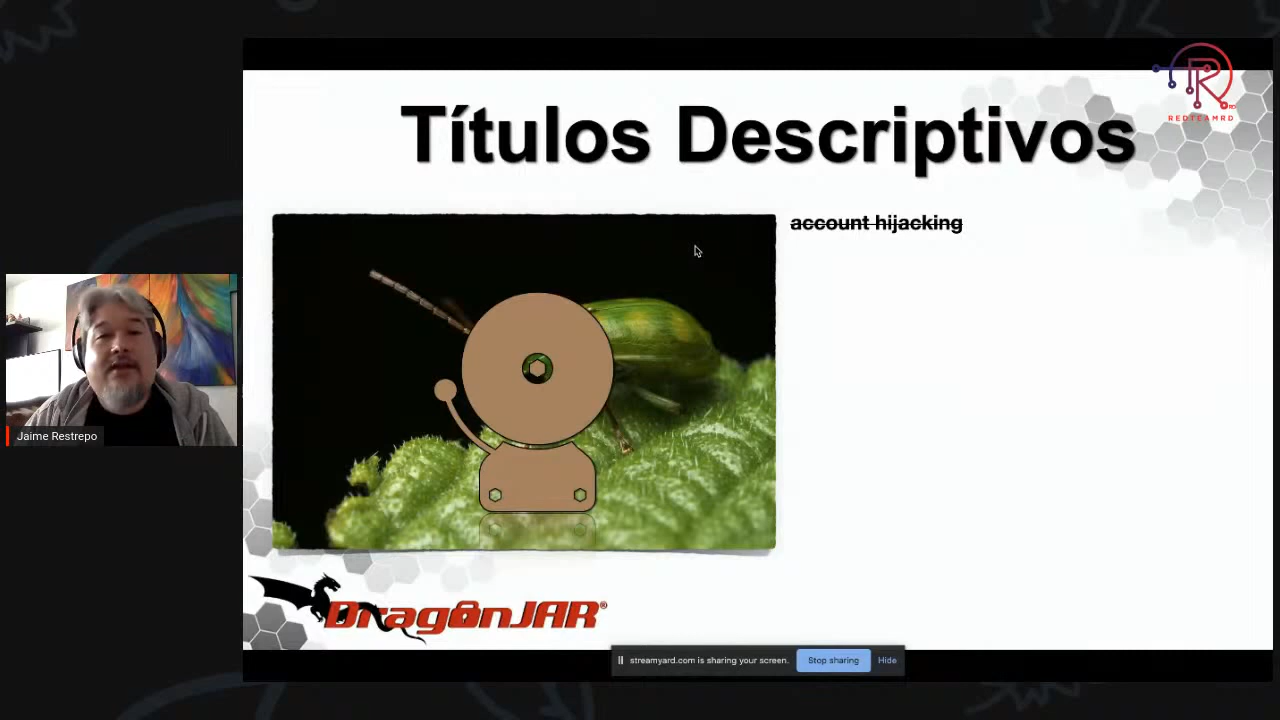 Títulos Descriptivos
REDTEAMRD
account hijacking
Jaime Restrepo
DragonJAR®
streamyard.com is sharing your screen.
Stop sharing
Hide